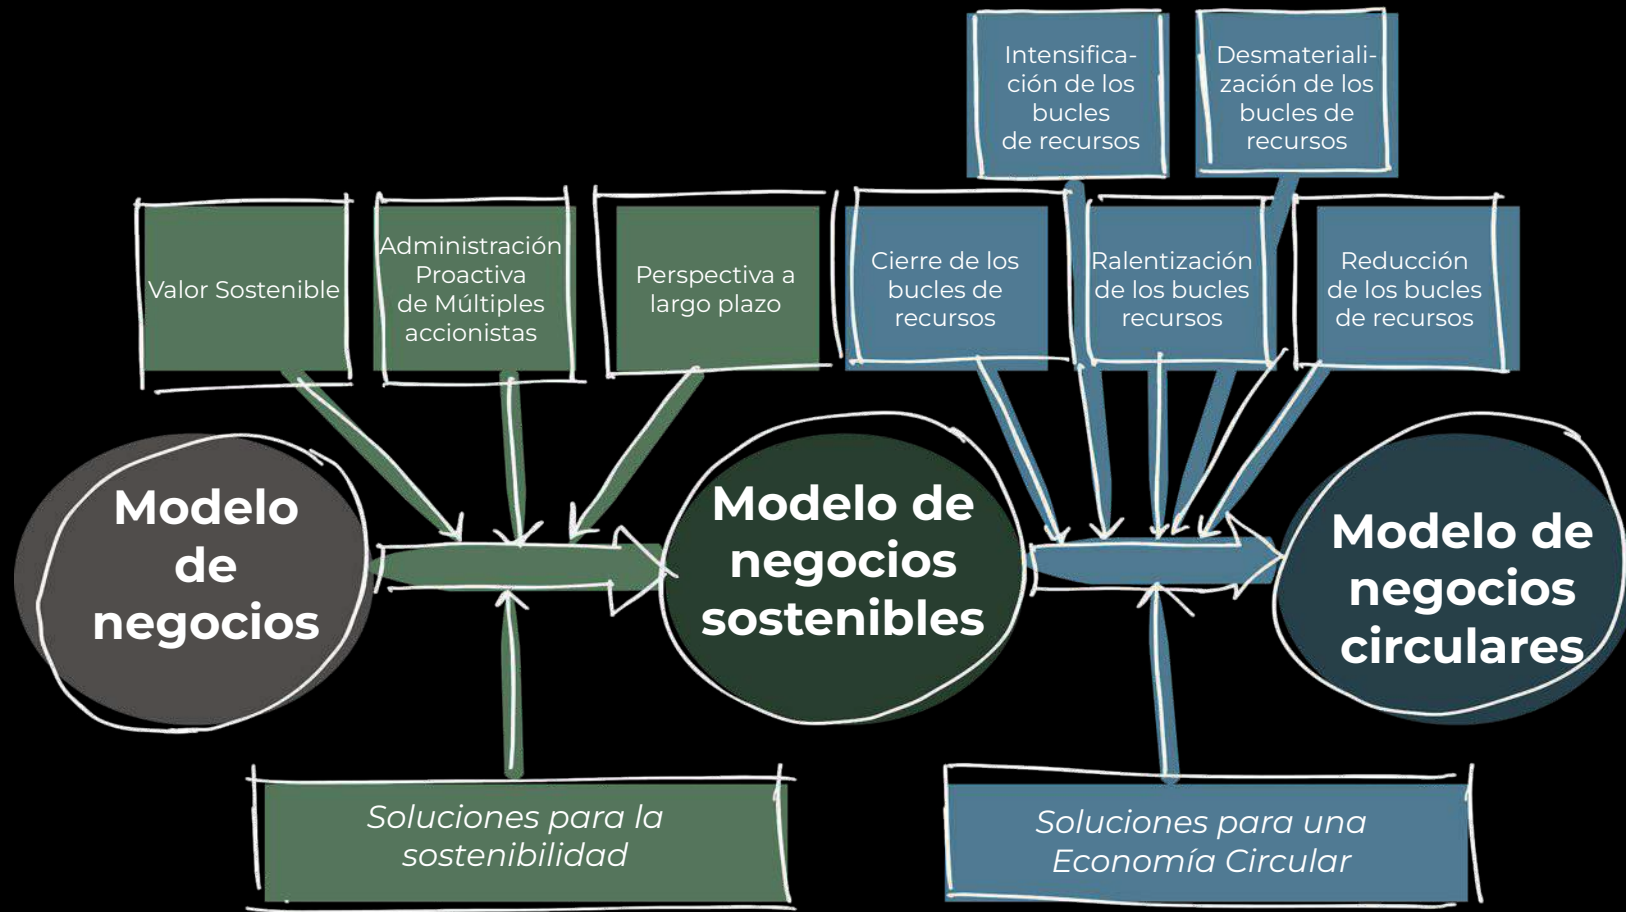 Intensifica-
ción de los
bucles
de recursos
Desmateriali-
zación de los
bucles de
recursos
Valor Sostenible
Administración
Proactiva
de Múltiples
accionistas
Perspectiva a
largo plazo
Cierre de los
bucles de
recursos
Ralentización
de los bucles
recursos
Reducción
de los bucles
de recursos
Modelo
de
negocios
Modelo de
negocios
sostenibles
Modelo de
negocios
circulares
Soluciones para la
sostenibilidad
Soluciones para una
Economía Circular